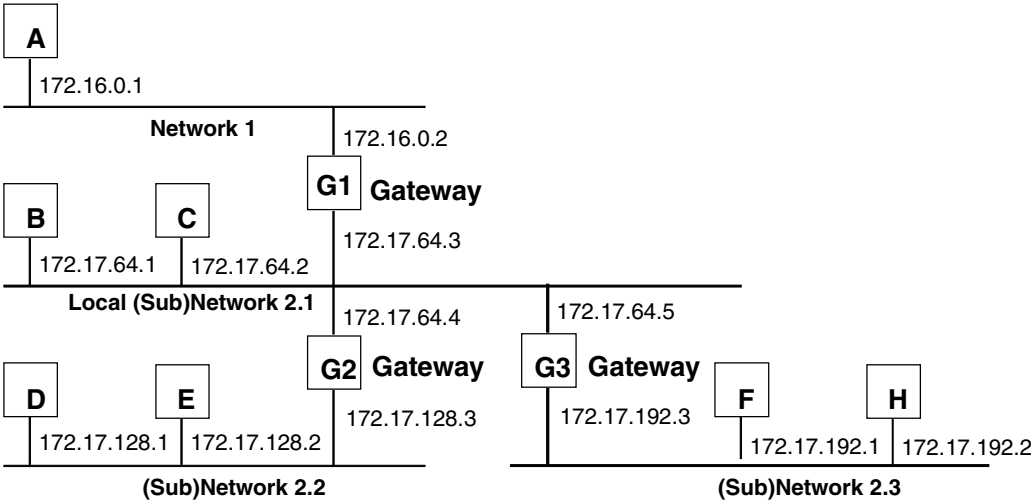 A
172.16.0.1
Network 1
172.16.0.2
G1 Gateway
B
C
172.17.64.3
172.17.64.1
172.17.64.2
Local (Sub)Network 2.1
172.17.64.4
172.17.64.5
G2 Gateway
G3 Gateway
D
E
F
H
172.17.128.3
172.17.192.3
172.17.128.1
172.17.128.2
172.17.192.1
172.17.192.2
(Sub)Network 2.2
(Sub)Network 2.3